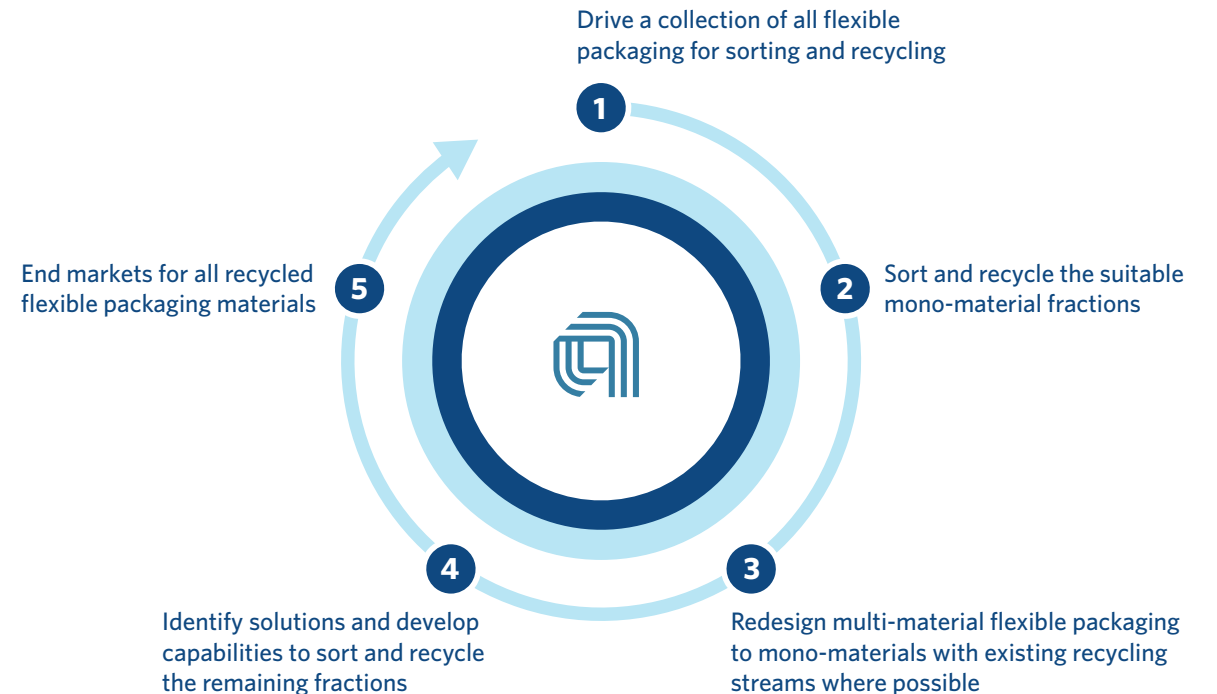 Drive a collection of all flexible
packaging for sorting and recycling
1
2
Sort and recycle the suitable
mono-material fractions
3
Redesign multi-material flexible packaging
to mono-materials with existing recycling
streams where possible
4
Identify solutions and develop
capabilities to sort and recycle
the remaining fractions
5
End markets for all recycled
flexible packaging materials